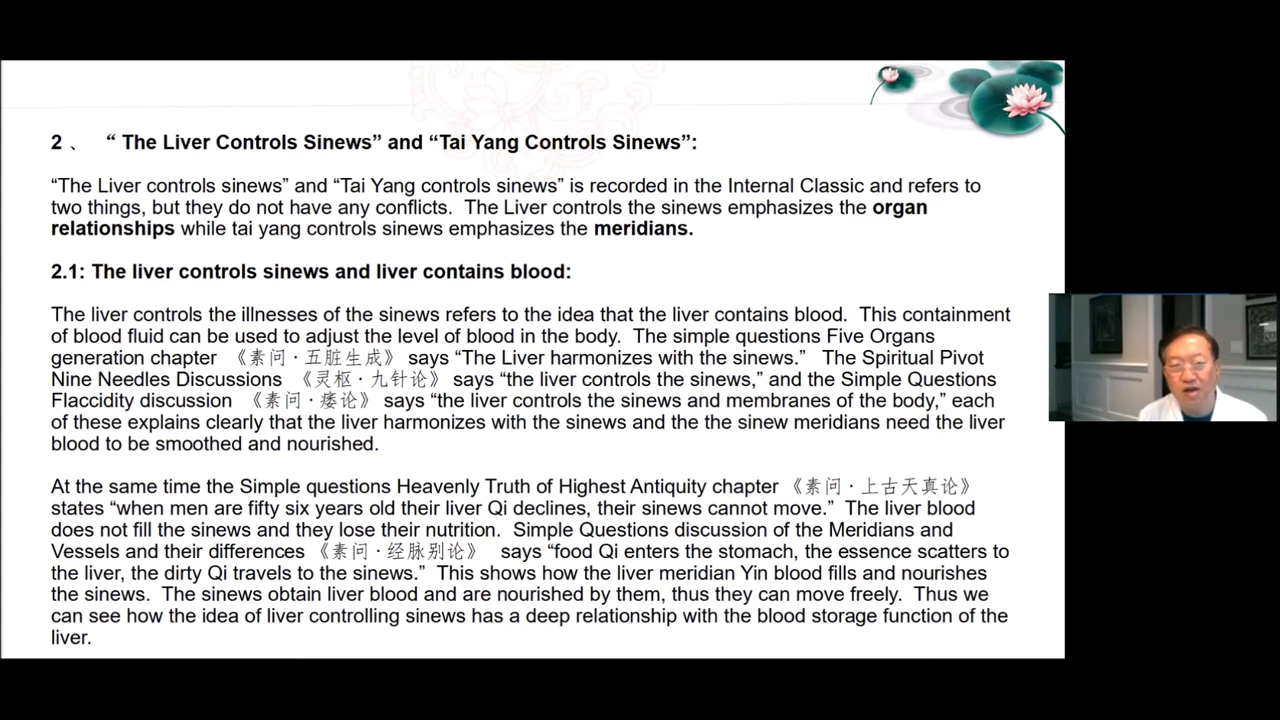 2 、 “ The Liver Controls Sinews” and “Tai Yang Controls Sinews”:
“The Liver controls sinews” and “Tai Yang controls sinews” is recorded in the Internal Classic and refers to
two things, but they do not have any conflicts. The Liver controls the sinews emphasizes the organ
relationships while tai yang controls sinews emphasizes the meridians.
2.1: The liver controls sinews and liver contains blood:
The liver controls the illnesses of the sinews refers to the idea that the liver contains blood. This containment
of blood fluid can be used to adjust the level of blood in the body. The simple questions Five Organs
generation chapter 《素问·五脏生成》 says “The Liver harmonizes with the sinews.” The Spiritual Pivot
Nine Needles Discussions 《灵枢·九针论》 says “the liver controls the sinews,” and the Simple Questions
Flaccidity discussion 《素问·痿论》 says “the liver controls the sinews and membranes of the body,” each
of these explains clearly that the liver harmonizes with the sinews and the the sinew meridians need the liver
blood to be smoothed and nourished.
At the same time the Simple questions Heavenly Truth of Highest Antiquity chapter 《素问·上古天真论》
states “when men are fifty six years old their liver Qi declines, their sinews cannot move.” The liver blood
does not fill the sinews and they lose their nutrition. Simple Questions discussion of the Meridians and
Vessels and their differences 《素问·经脉别论》 says “food Qi enters the stomach, the essence scatters to
the liver, the dirty Qi travels to the sinews.” This shows how the liver meridian Yin blood fills and nourishes
the sinews. The sinews obtain liver blood and are nourished by them, thus they can move freely. Thus we
can see how the idea of liver controlling sinews has a deep relationship with the blood storage function of the
liver.